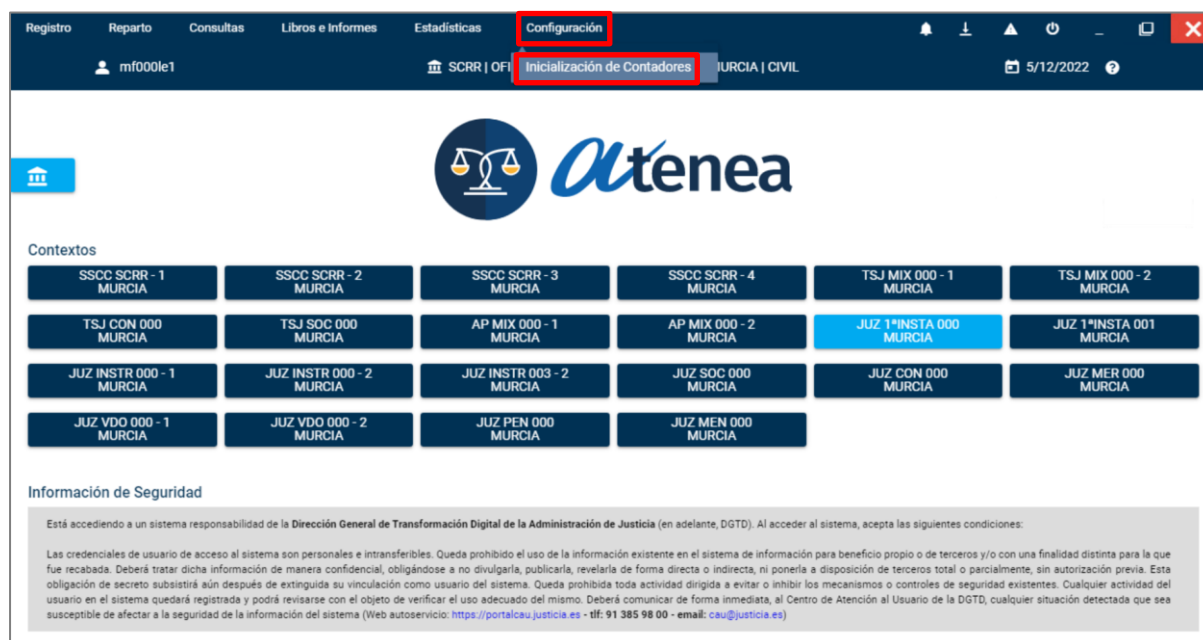 Registro Reparto Consultas Libros e Informes Estadísticas Configuración
mf000le1 SCRR | OFI Inicialización de Contadores URCIA | CIVIL 5/12/2022
atenea
Contextos
SSCC SCRR - 1 SSCC SCRR - 2 SSCC SCRR - 3 SSCC SCRR - 4 TSJ MIX 000 - 1 TSJ MIX 000 - 2
MURCIA MURCIA MURCIA MURCIA MURCIA MURCIA
TSJ CON 000 TSJ SOC 000 AP MIX 000 - 1 AP MIX 000 - 2 JUZ 1ªINSTA 000 JUZ 1ªINSTA 001
MURCIA MURCIA MURCIA MURCIA MURCIA MURCIA
JUZ INSTR 000 - 1 JUZ INSTR 000 - 2 JUZ INSTR 003 - 2 JUZ SOC 000 JUZ CON 000 JUZ MER 000
MURCIA MURCIA MURCIA MURCIA MURCIA MURCIA
JUZ VDO 000 - 1 JUZ VDO 000 - 2 JUZ PEN 000 JUZ MEN 000
MURCIA MURCIA MURCIA MURCIA
Información de Seguridad
Está accediendo a un sistema responsabilidad de la Dirección General de Transformación Digital de la Administración de Justicia (en adelante, DGTD). Al acceder al sistema, acepta las siguientes condiciones:
Las credenciales de usuario de acceso al sistema son personales e intransferibles. Queda prohibido el uso de la información existente en el sistema de información para beneficio propio o de terceros y/o con una finalidad distinta para la que
fue recabada. Deberá tratar dicha información de manera confidencial, obligándose a no divulgarla, publicarla, revelarla de forma directa o indirecta, ni ponerla a disposición de terceros total o parcialmente, sin autorización previa. Esta
obligación de secreto subsistirá aún después de extinguida su vinculación como usuario del sistema. Queda prohibida toda actividad dirigida a evitar o inhibir los mecanismos o controles de seguridad existentes. Cualquier actividad del
usuario en el sistema quedará registrada y podrá revisarse con el objeto de verificar el uso adecuado del mismo. Deberá comunicar de forma inmediata, al Centro de Atención al Usuario de la DGTD, cualquier situación detectada que sea
susceptible de afectar a la seguridad de la información del sistema (Web autoservicio: https://portalcau.justicia.es - tlf: 91 385 98 00 - email: cau@justicia.es)